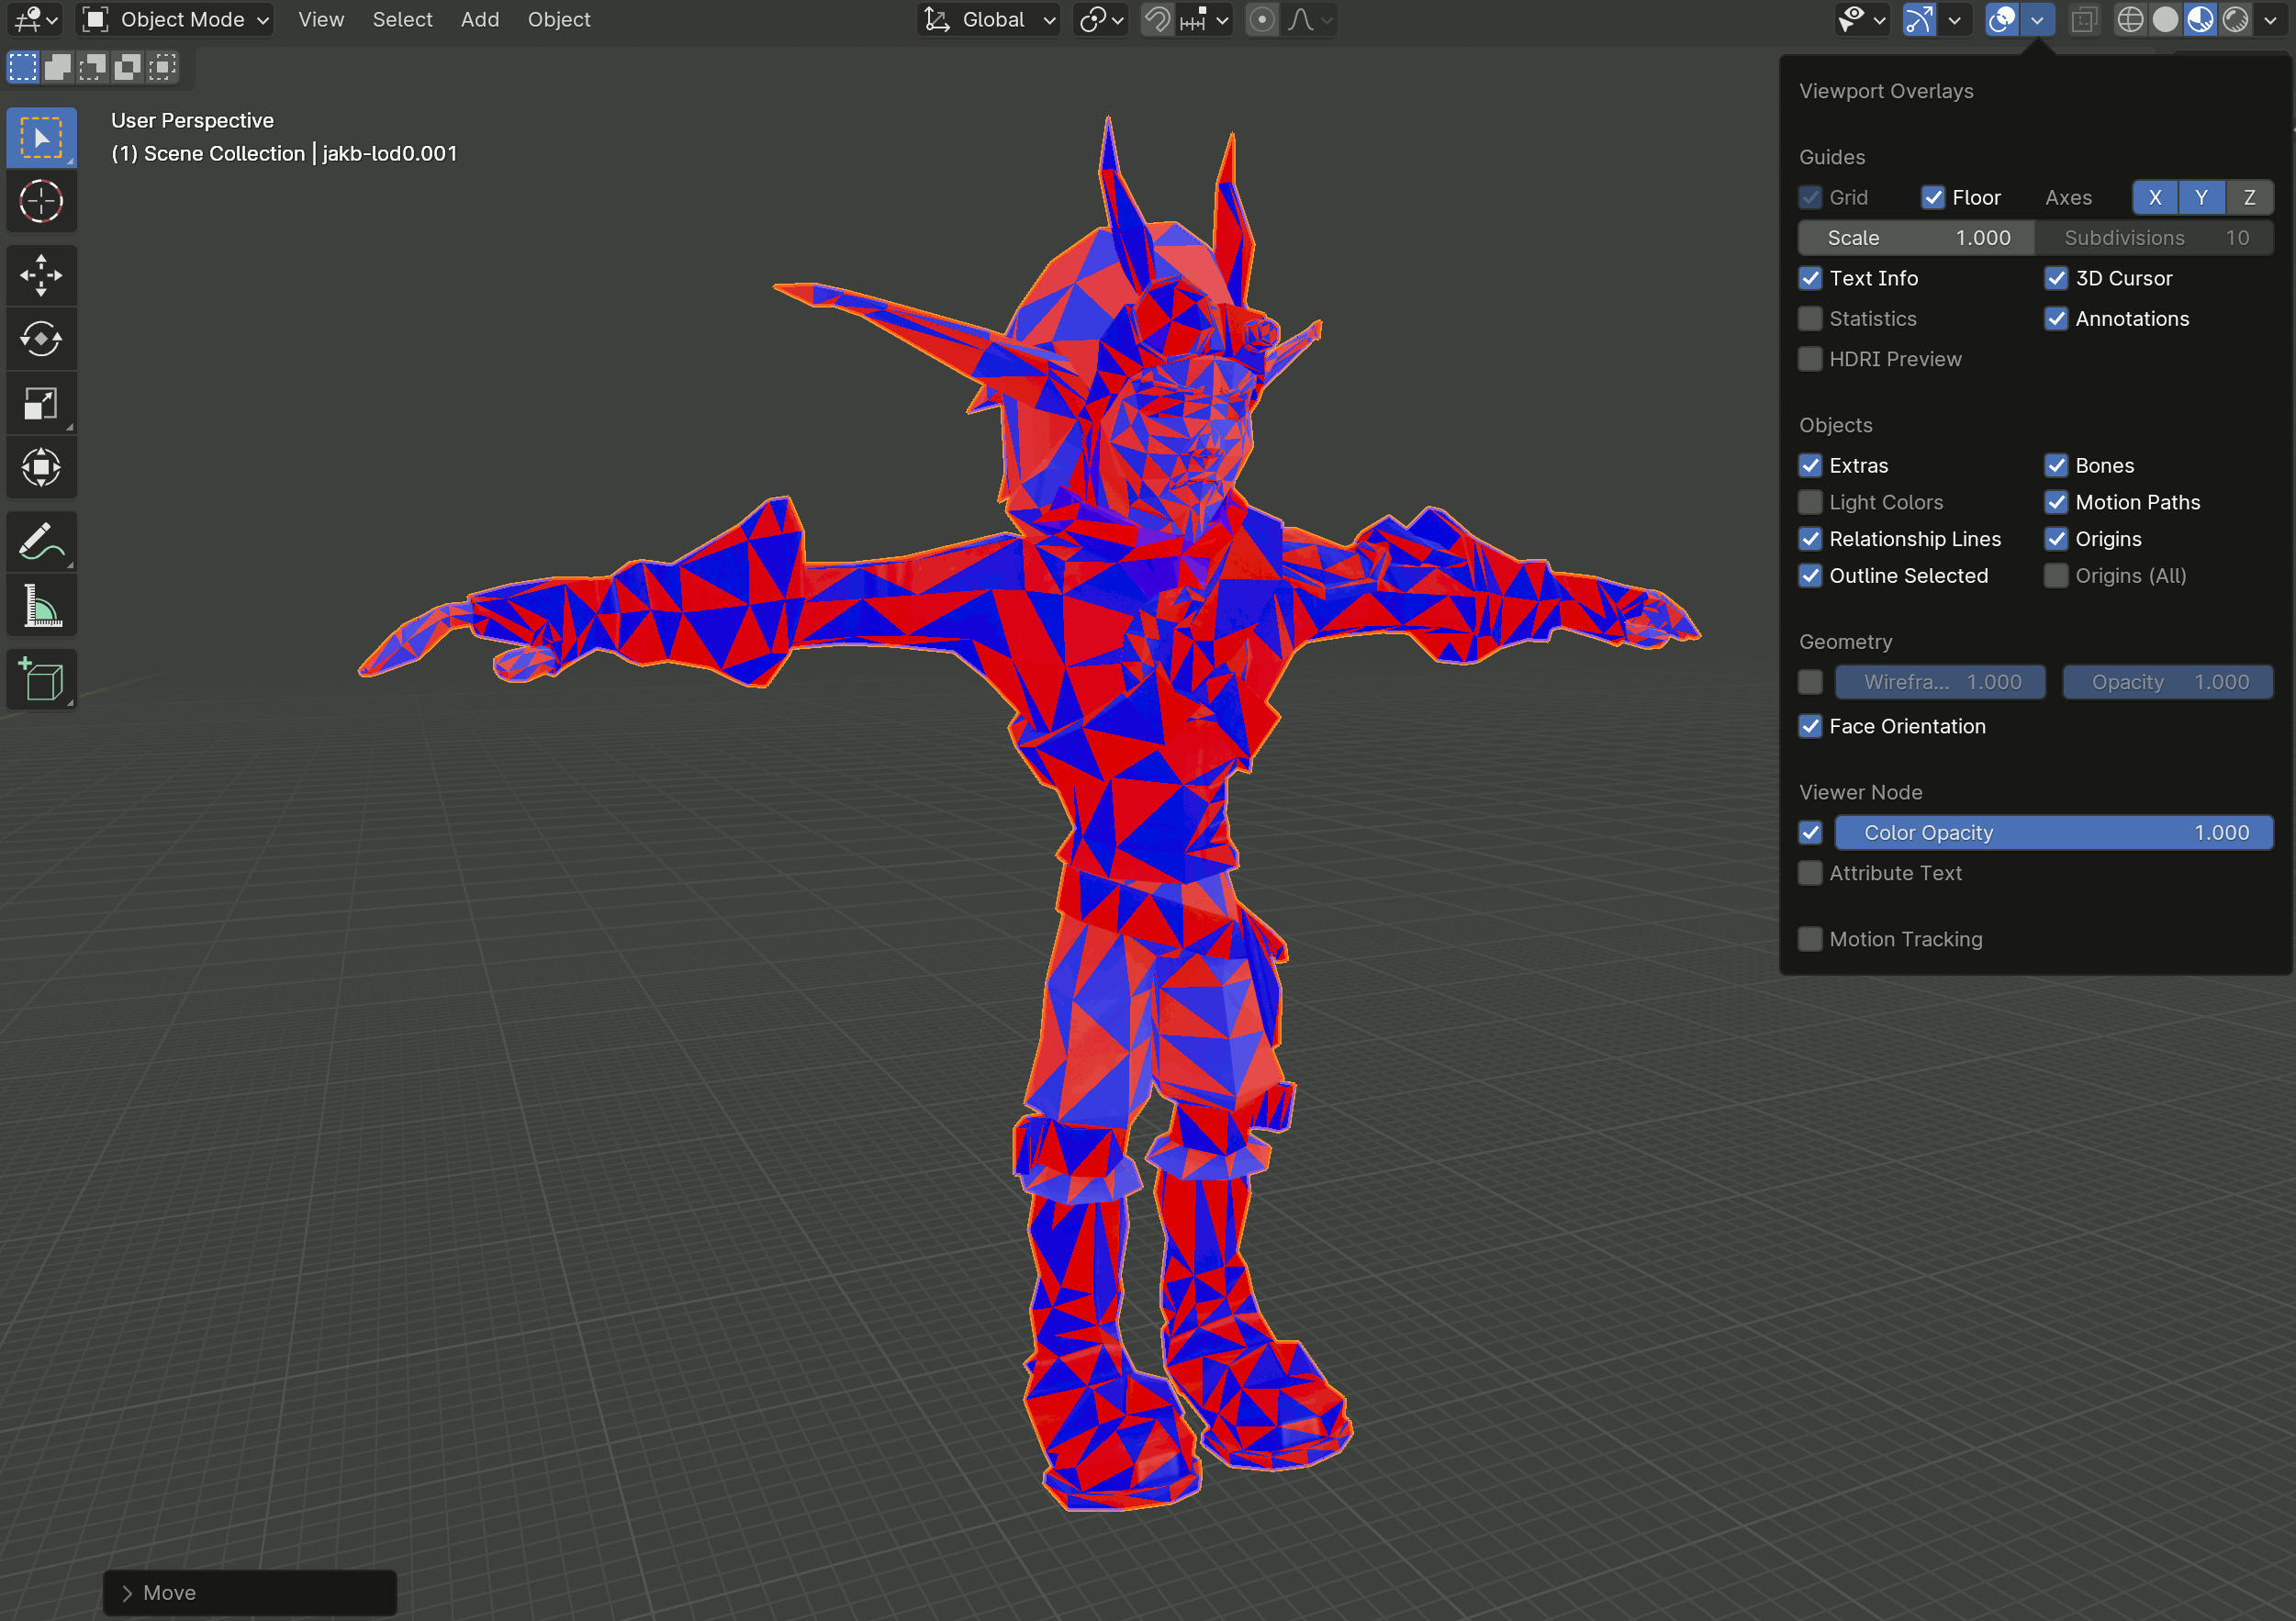 Object Mode View Select Add Object Global
User Perspective
(1) Scene Collection | jakb-lod0.001
Viewport Overlays
Guides
Grid Floor Axes X Y Z
Scale 1.000 Subdivisions 10
Text Info 3D Cursor
Statistics Annotations
HDRI Preview
Objects
Extras Bones
Light Colors Motion Paths
Relationship Lines Origins
Outline Selected Origins (All)
Geometry
Wirefra... 1.000 Opacity 1.000
Face Orientation
Viewer Node
Color Opacity 1.000
Attribute Text
Motion Tracking
Move